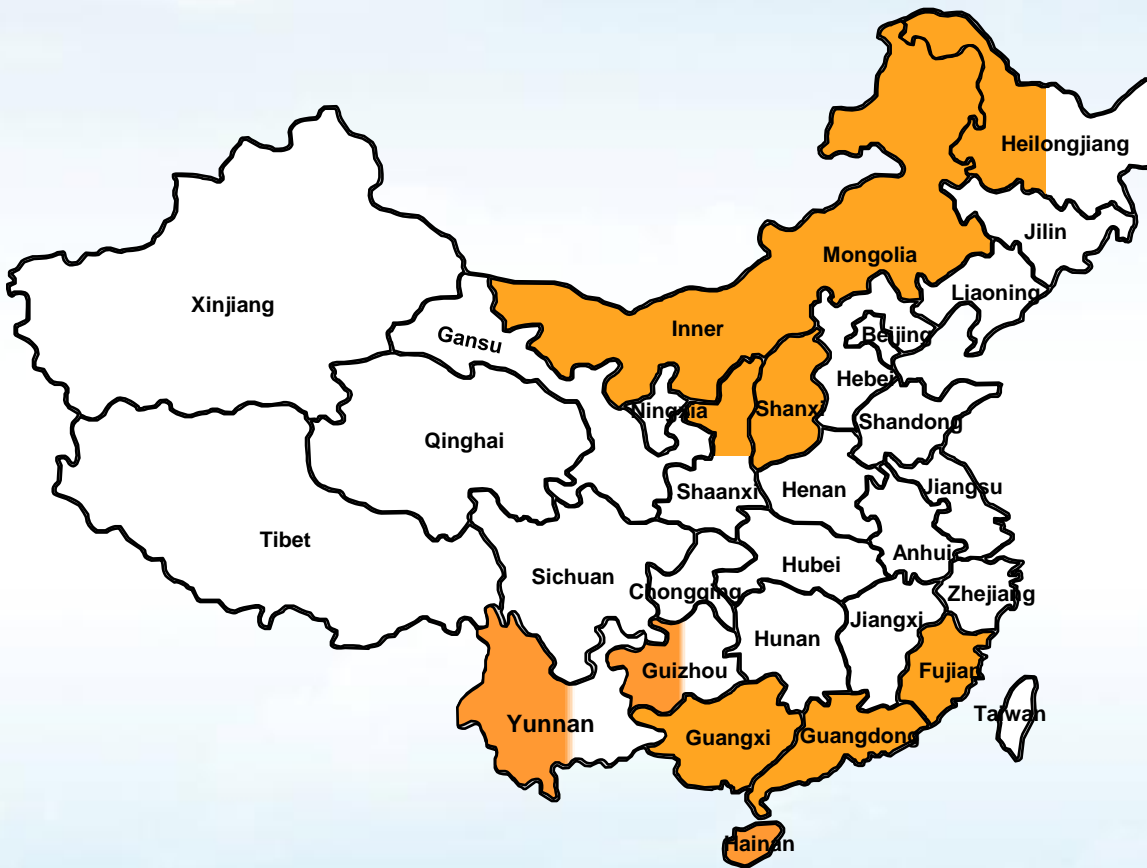 Heilongjiang
Jilin
Mongolia
Liaoning
Xinjiang
Inner
Beijing
Gansu
Hebei
Ningxia
Shanxi
Shandong
Qinghai
Shaanxi
Henan
Jiangsu
Tibet
Anhui
Hubei
Sichuan
Chongqing
Zhejiang
Jiangxi
Hunan
Guizhou
Fujian
Taiwan
Yunnan
Guangxi
Guangdong
Hainan